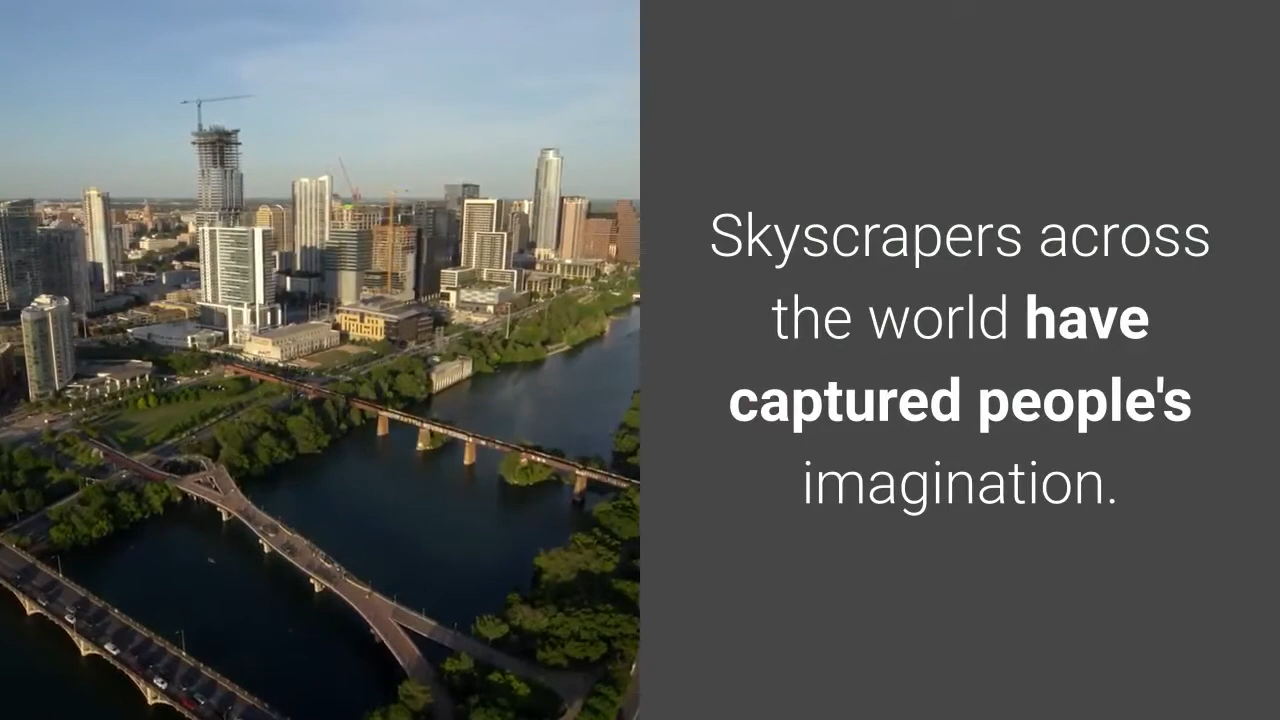 Skyscrapers across
the world have
captured people's
imagination.